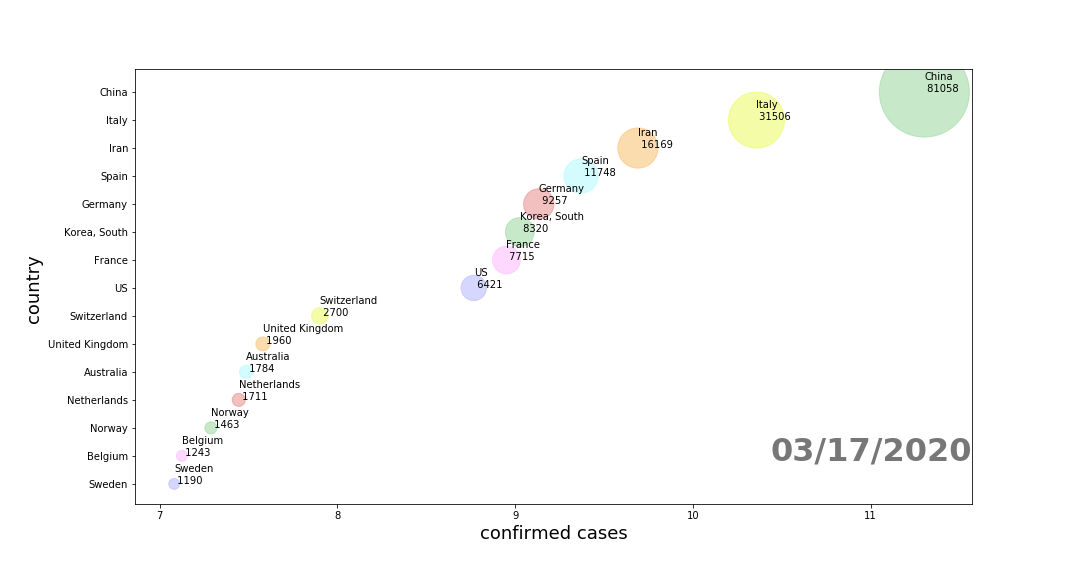 China
China
81058
Italy
Italy
31506
Iran
Iran
16169
Spain
Spain
11748
Germany
Germany
9257
Korea, South
Korea, South
8320
France
France
7715
US
US
6421
Switzerland
Switzerland
2700
United Kingdom
United Kingdom
1960
Australia
Australia
1784
Netherlands
Netherlands
1711
Norway
Norway
1463
Belgium
Belgium
1243
Sweden
Sweden
1190
country
03/17/2020
7 8 9 10 11
confirmed cases